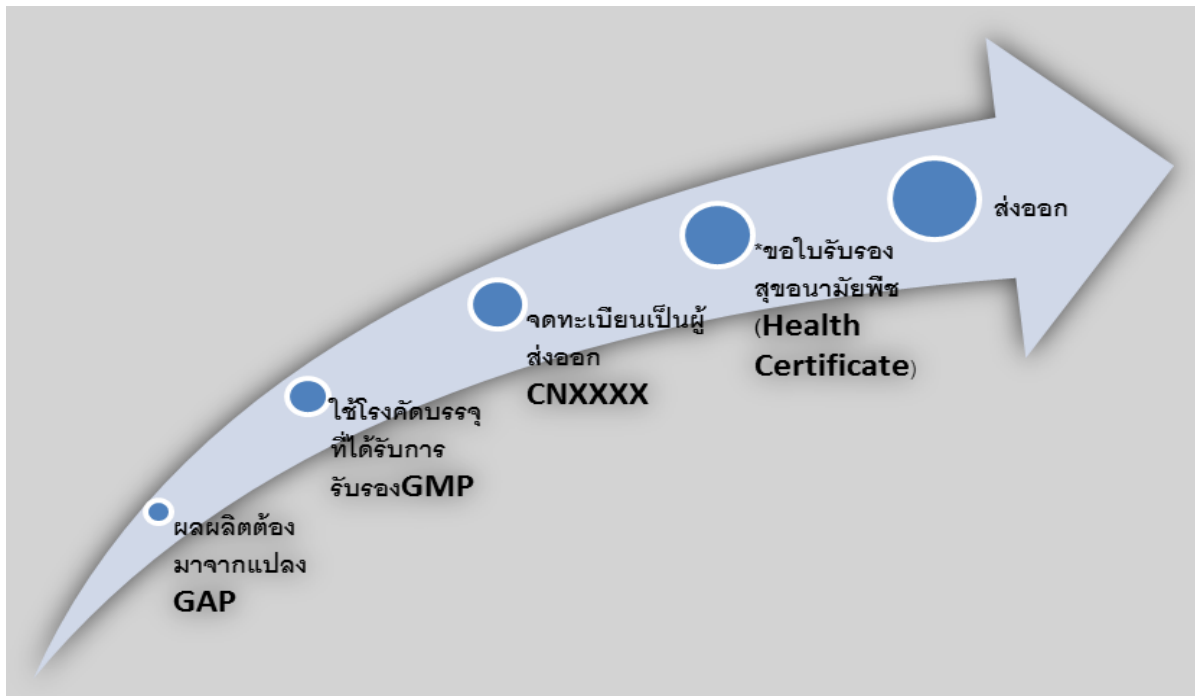 ผลผลิตต้อง
มาจากแปลง
GAP
ใช้โรงคัดบรรจุ
ที่ได้รับการ
รับรองGMP
จดทะเบียนเป็นผู้
ส่งออก
CNXXXX
*ขอใบรับรอง
สุขอนามัยพืช
(Health
Certificate)
ส่งออก